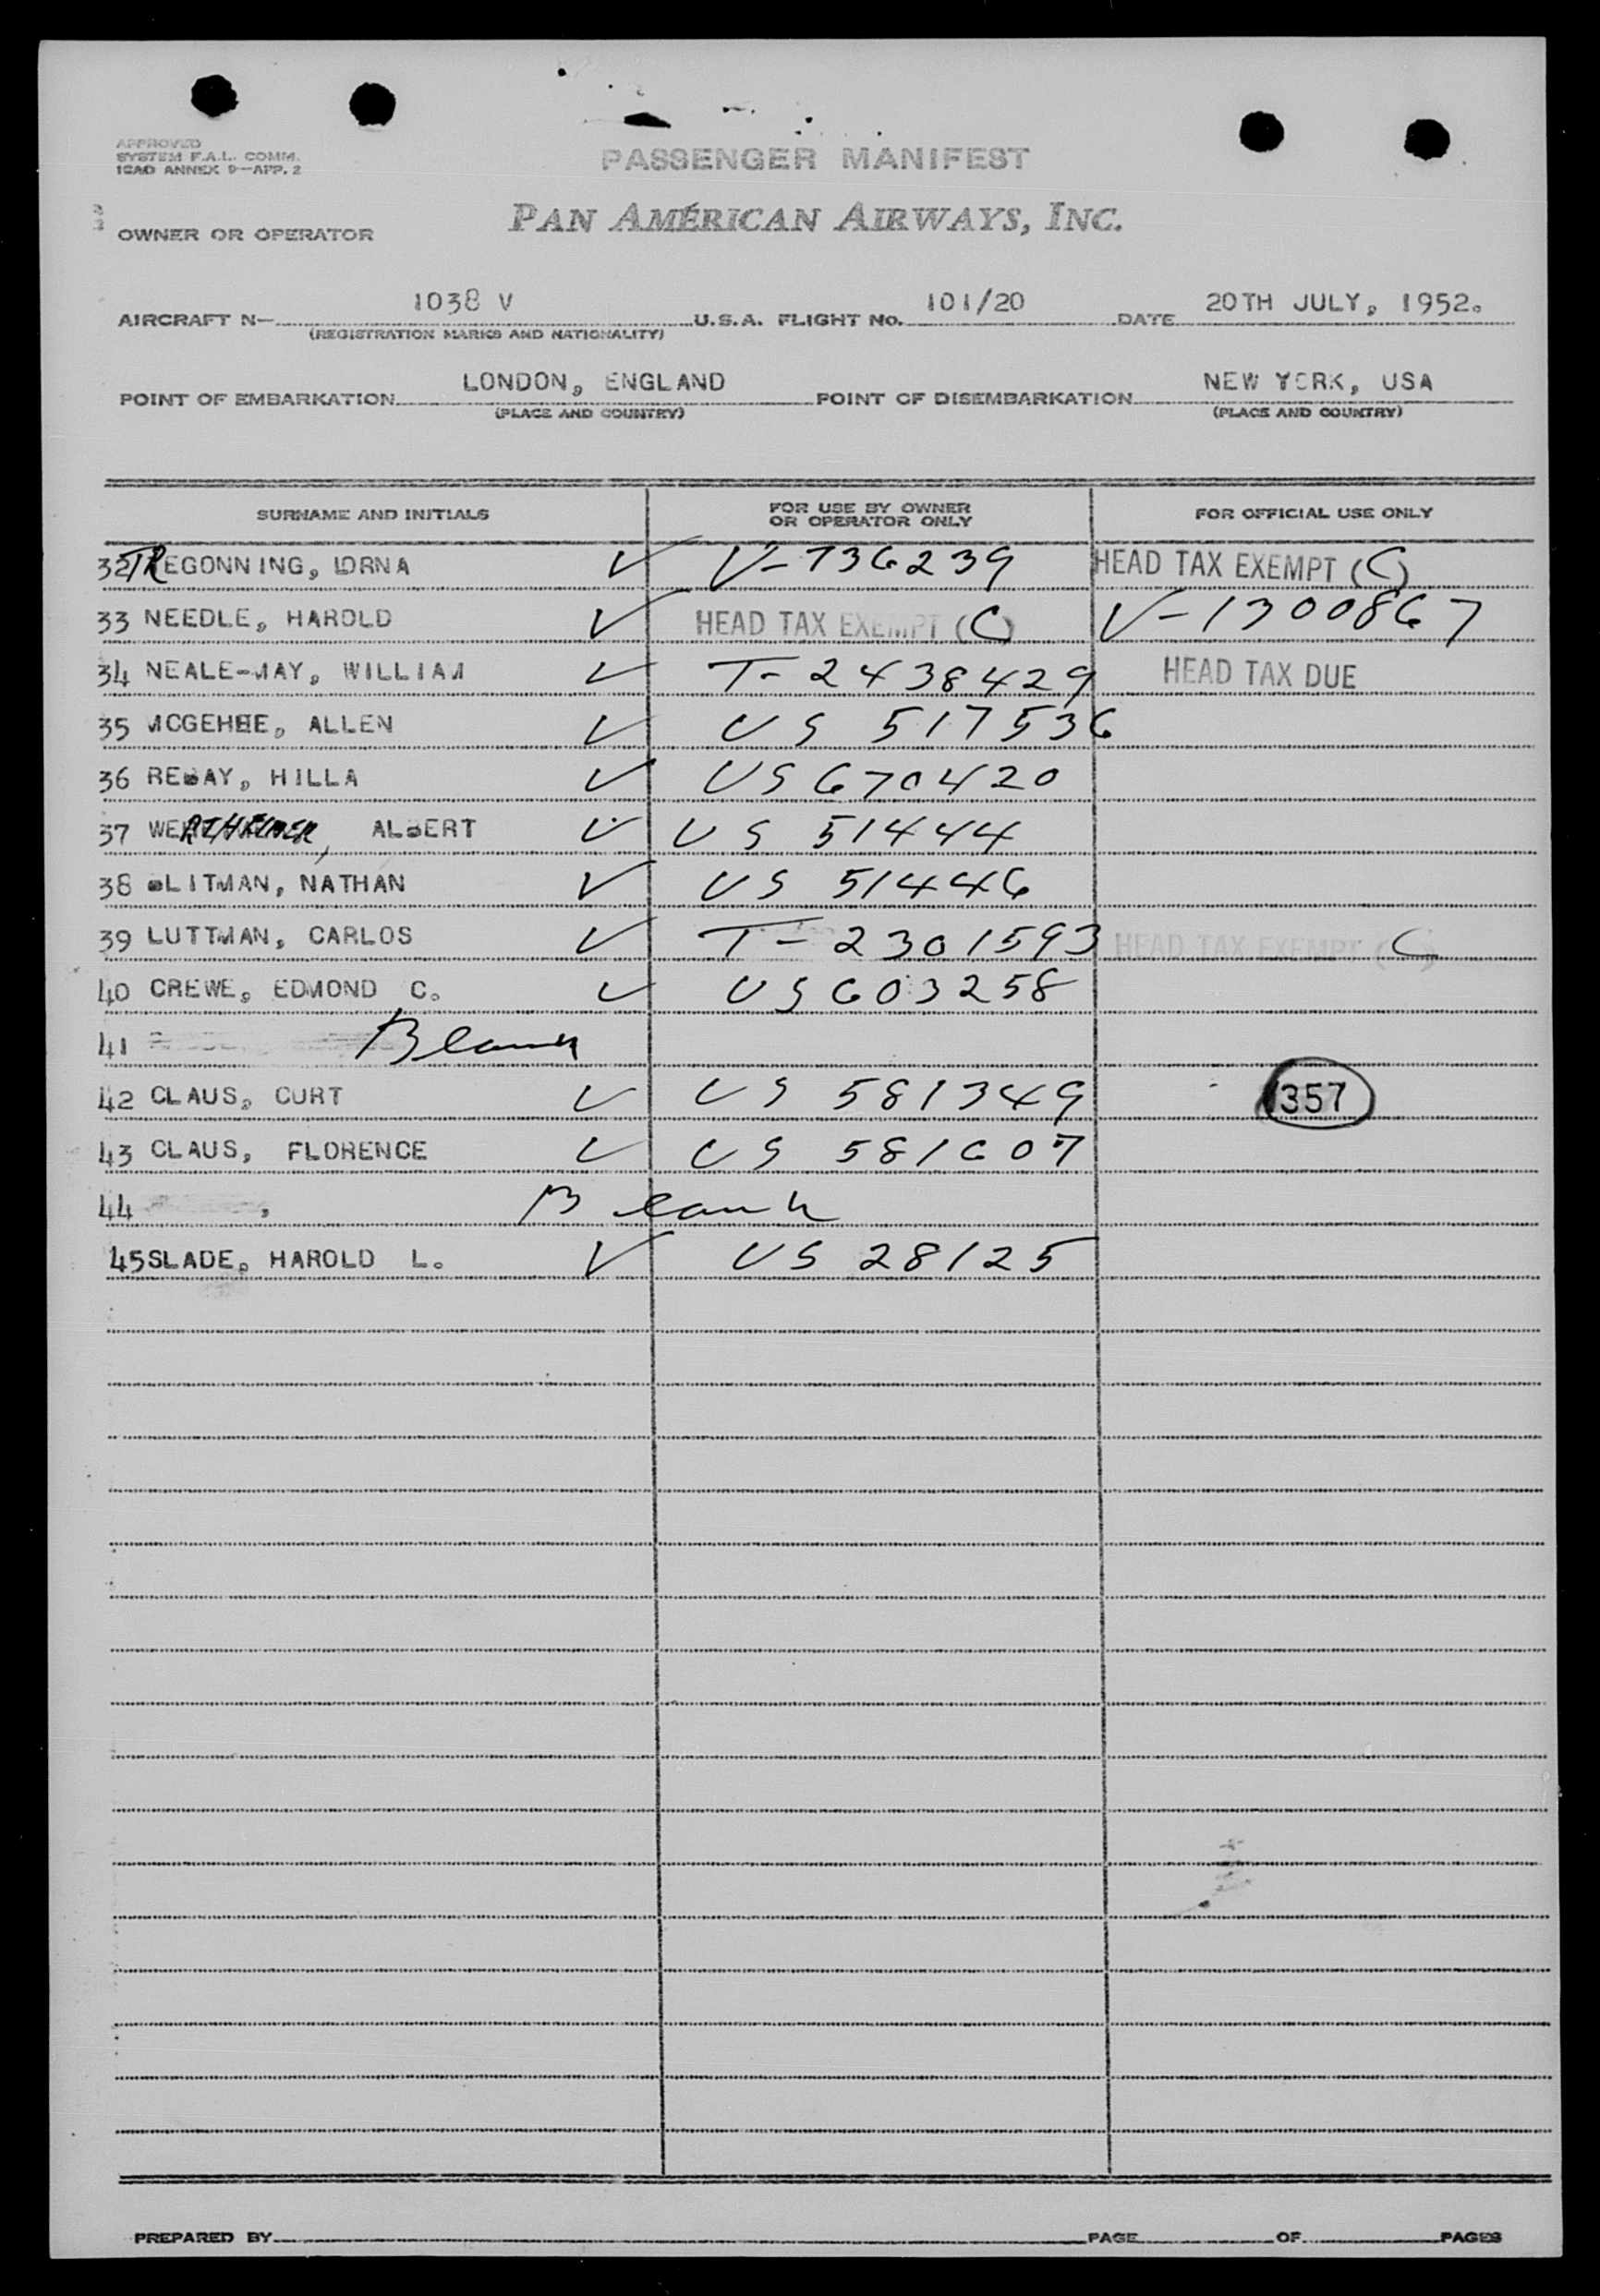 APPROVED
SYSTEM F.A.L. COMM.
ICAO ANNEX 9-APP. 2
PASSENGER MANIFEST
OWNER OR OPERATOR PAN AMERICAN AIRWAYS, INC.
AIRCRAFT N- 1038 V U.S.A. FLIGHT No. 101/20 DATE 20TH JULY, 1952.
(REGISTRATION MARKS AND NATIONALITY)
POINT OF EMBARKATION LONDON, ENGLAND POINT OF DISEMBARKATION NEW YORK, USA
(PLACE AND COUNTRY) (PLACE AND COUNTRY)
SURNAME AND INITIALS FOR USE BY OWNER OR OPERATOR ONLY FOR OFFICIAL USE ONLY
32 TREGONNING, LORNA ✓ V-736239 HEAD TAX EXEMPT (C)
33 NEEDLE, HAROLD ✓ HEAD TAX EXEMPT (C) V-1300867
34 NEALE-MAY, WILLIAM ✓ T-2438429 HEAD TAX DUE
35 MCGEHEE, ALLEN ✓ US 517536
36 REBAY, HILLA ✓ US 670420
37 WERTHEIMER, ALBERT ✓ US 51444
38 LITMAN, NATHAN ✓ US 51446
39 LUTTMAN, CARLOS ✓ T-2301593 HEAD TAX EXEMPT (C)
40 CREWE, EDMOND C. ✓ US 603258
41 Blank
42 CLAUS, CURT ✓ US 581349 357
43 CLAUS, FLORENCE ✓ US 581607
44 Blank
45 SLADE, HAROLD L. ✓ US 28125
PREPARED BY PAGE OF PAGES